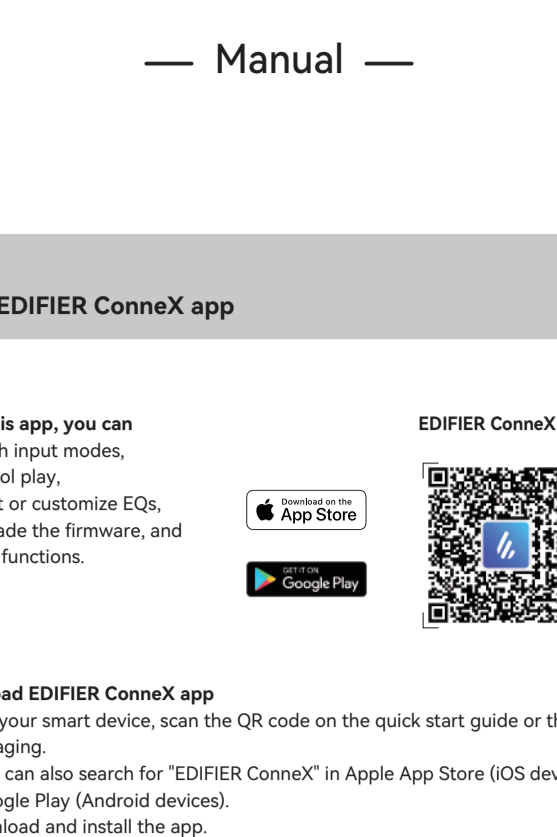 Manual
EDIFIER ConneX app
is app, you can
h input modes,
ol play,
t or customize EQs,
ade the firmware, and
functions.
Download on the
App Store
GET IT ON
Google Play
EDIFIER ConneX
ad EDIFIER ConneX app
your smart device, scan the QR code on the quick start guide or th
aging.
can also search for "EDIFIER ConneX" in Apple App Store (iOS dev
ogle Play (Android devices).
nload and install the app.